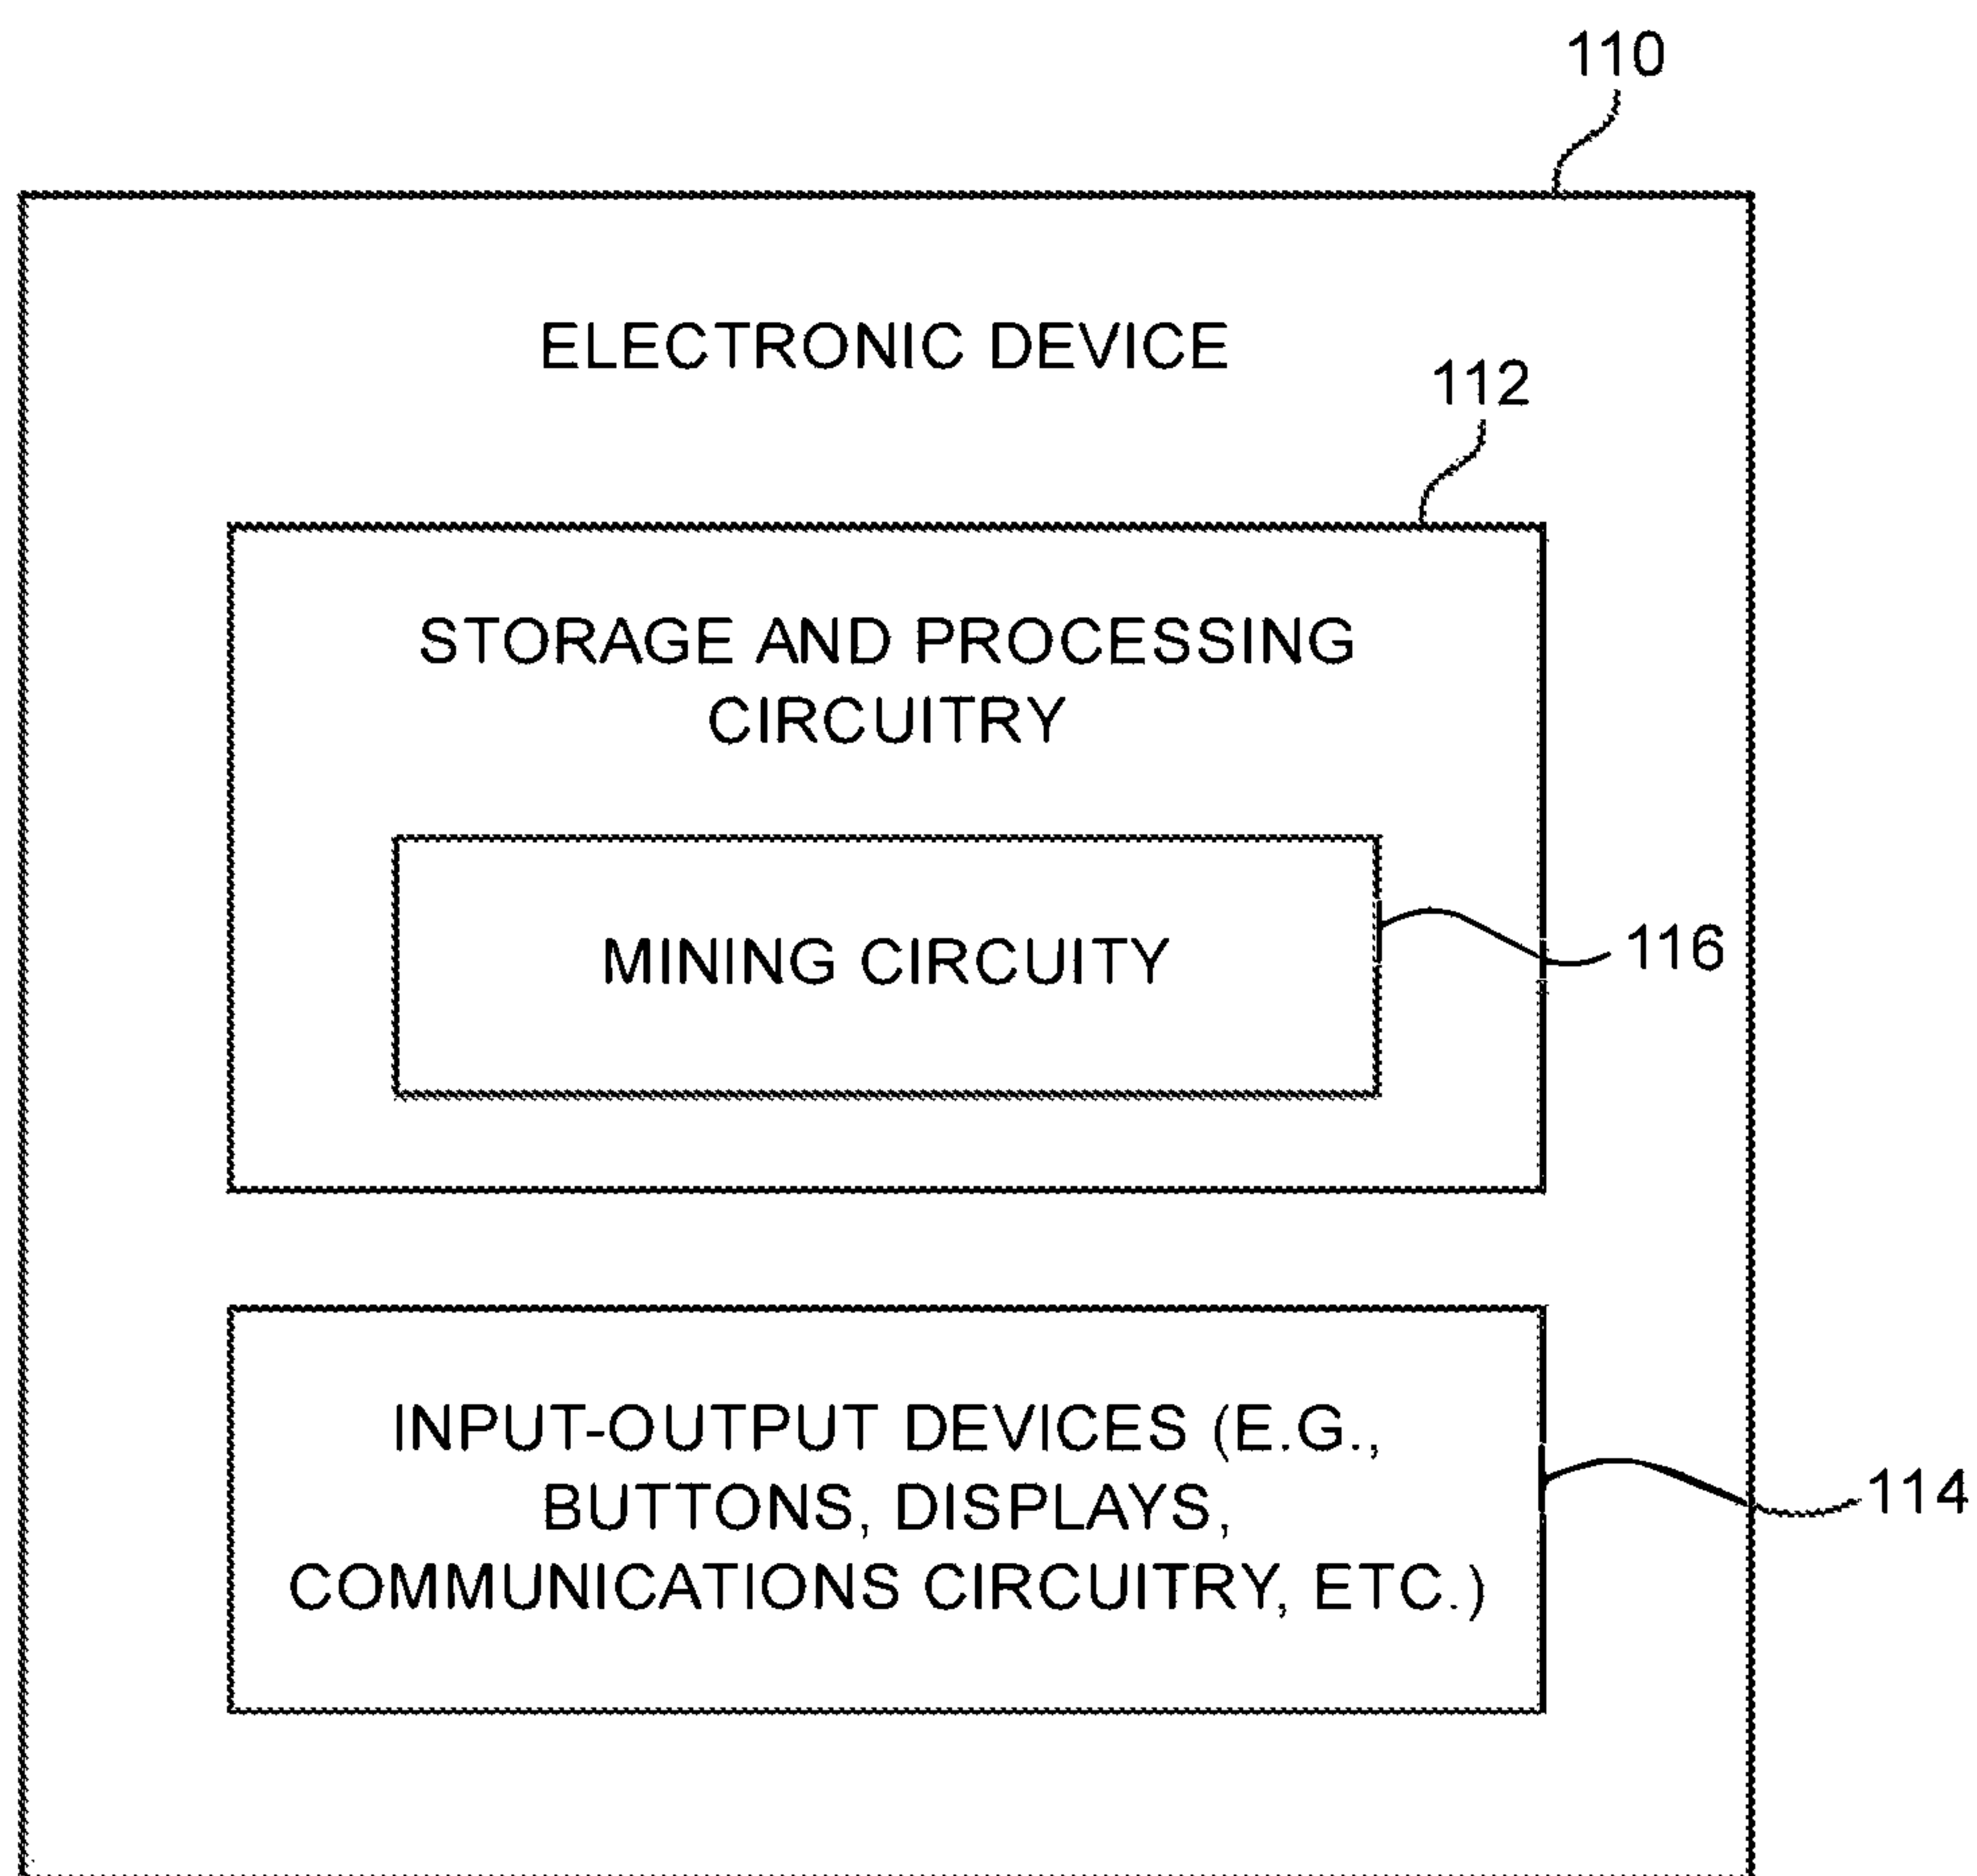 110
ELECTRONIC DEVICE
112
STORAGE AND PROCESSING
CIRCUITRY
MINING CIRCUITY
116
INPUT-OUTPUT DEVICES (E.G.,
BUTTONS, DISPLAYS,
COMMUNICATIONS CIRCUITRY, ETC.)
114